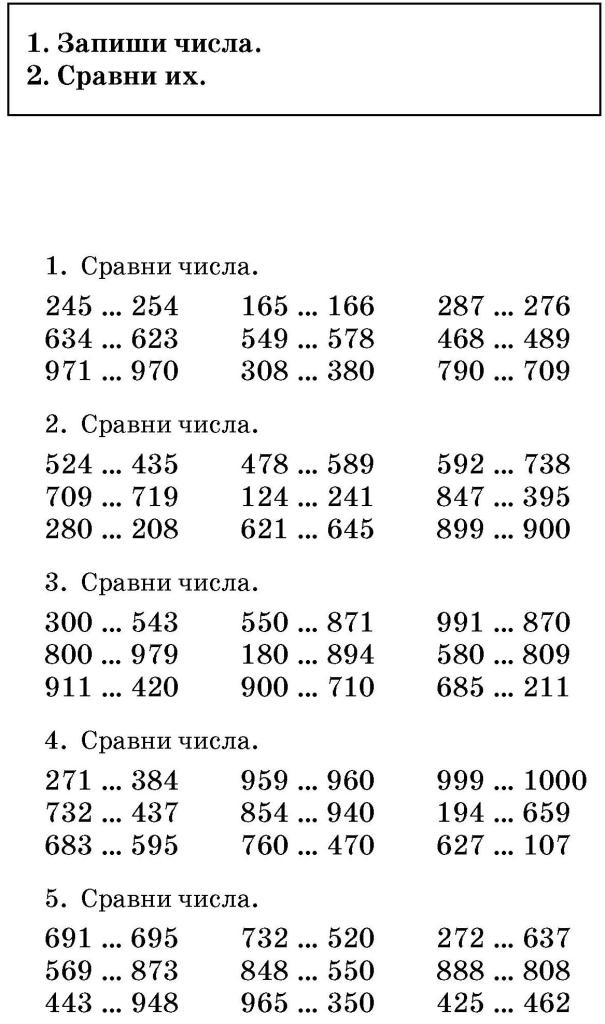 1. Запиши числа.
2. Сравни их.
1. Сравни числа.
245 ... 254 165 ... 166 287 ... 276
634 ... 623 549 ... 578 468 ... 489
971 ... 970 308 ... 380 790 ... 709
2. Сравни числа.
524 ... 435 478 ... 589 592 ... 738
709 ... 719 124 ... 241 847 ... 395
280 ... 208 621 ... 645 899 ... 900
3. Сравни числа.
300 ... 543 550 ... 871 991 ... 870
800 ... 979 180 ... 894 580 ... 809
911 ... 420 900 ... 710 685 ... 211
4. Сравни числа.
271 ... 384 959 ... 960 999 ... 1000
732 ... 437 854 ... 940 194 ... 659
683 ... 595 760 ... 470 627 ... 107
5. Сравни числа.
691 ... 695 732 ... 520 272 ... 637
569 ... 873 848 ... 550 888 ... 808
443 ... 948 965 ... 350 425 ... 462